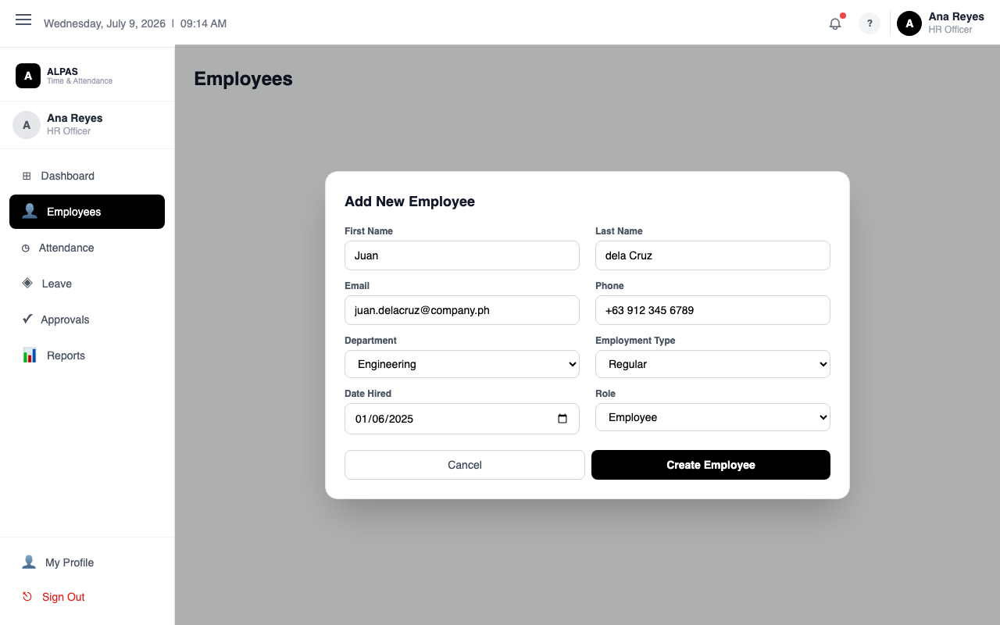 Wednesday, July 9, 2026 | 09:14 AM
?
A
Ana Reyes
HR Officer
A
ALPAS
Time & Attendance
A
Ana Reyes
HR Officer
Dashboard
Employees
Attendance
Leave
Approvals
Reports
My Profile
Sign Out
Employees
Add New Employee
First Name
Last Name
Juan
dela Cruz
Email
Phone
juan.delacruz@company.ph
+63 912 345 6789
Department
Employment Type
Engineering
Regular
Date Hired
Role
01/06/2025
Employee
Cancel
Create Employee